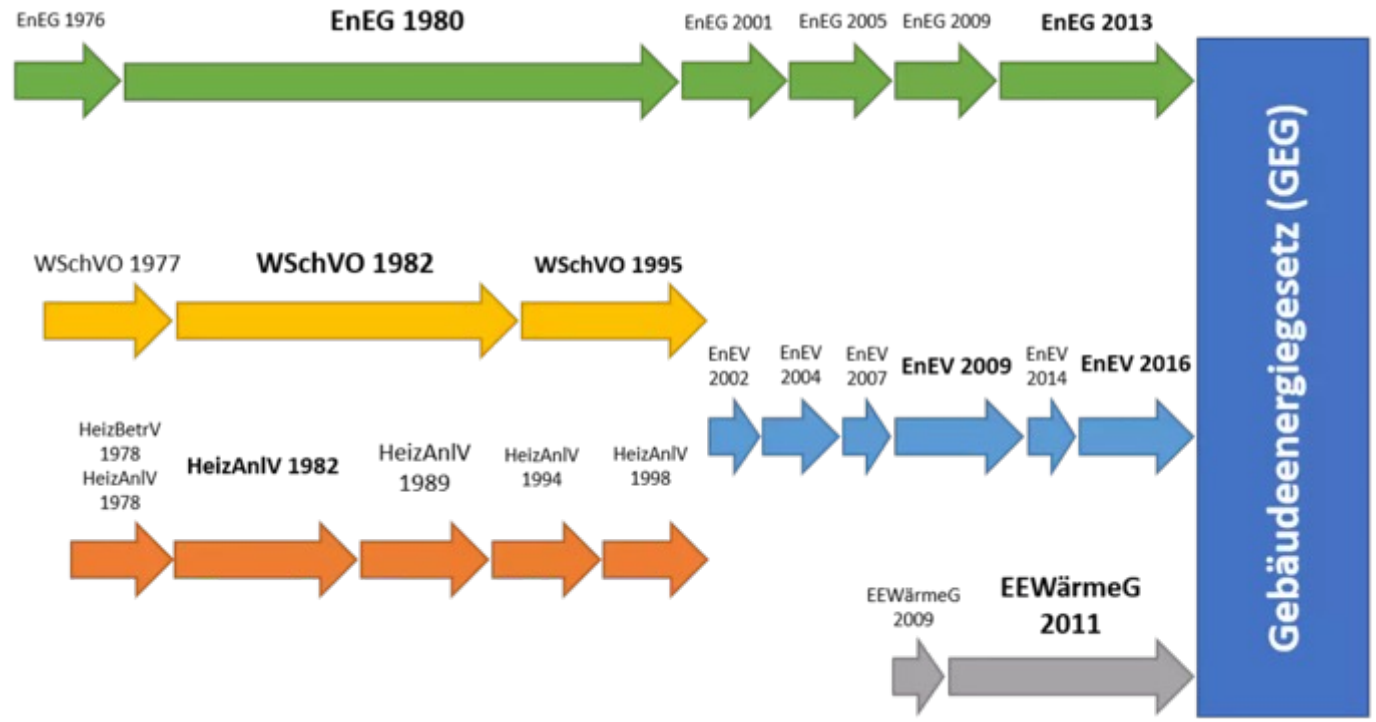 EnEG 1976
EnEG 1980
EnEG 2001
EnEG 2005
EnEG 2009
EnEG 2013
WSchVO 1977
WSchVO 1982
WSchVO 1995
EnEV
2002
EnEV
2004
EnEV
2007
EnEV 2009
EnEV
2014
EnEV 2016
HeizBetrV
1978
HeizAnlV
1978
HeizAnlV 1982
HeizAnlV
1989
HeizAnlV
1994
HeizAnlV
1998
EEWärmeG
2009
EEWärmeG
2011
Gebäudeenergiegesetz (GEG)